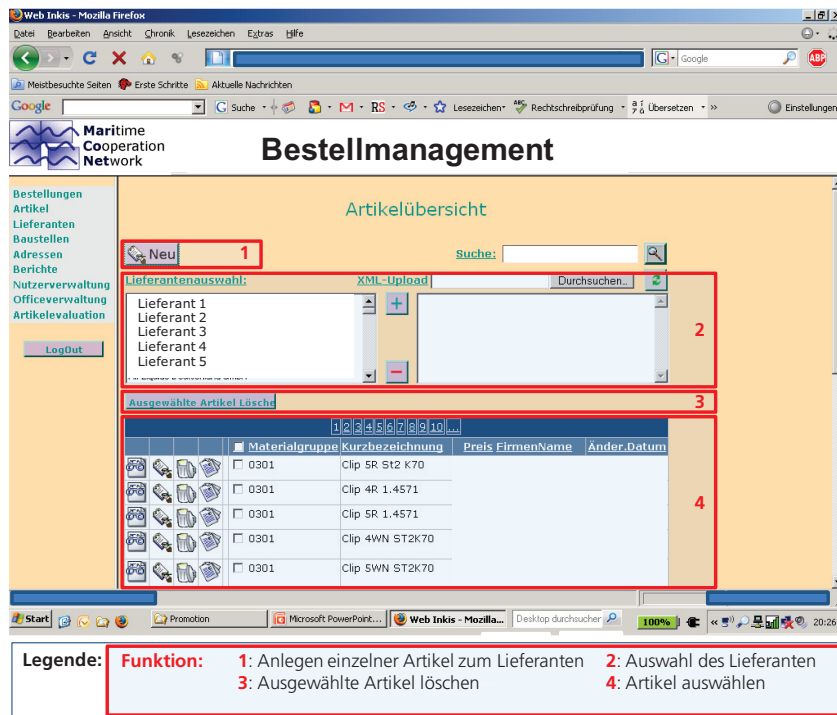 Web Inkis - Mozilla Firefox
Datei Bearbeiten Ansicht Chronik Lesezeichen Extras Hilfe
G Google ABP
Meistbesuchte Seiten Erste Schritte Aktuelle Nachrichten
Google G Suche RS Lesezeichen ABC Rechtschreibprüfung Übersetzen » Einstellungen
Maritime
Cooperation
Network
Bestellmanagement
Bestellungen
Artikel
Lieferanten
Baustellen
Adressen
Berichte
Nutzerverwaltung
Officeverwaltung
Artikelevaluation
LogOut
Artikelübersicht
Neu 1 Suche:
Lieferantenauswahl: XML-Upload Durchsuchen...
Lieferant 1
Lieferant 2
Lieferant 3
Lieferant 4
Lieferant 5
+
−
2
Ausgewählte Artikel Lösche 3
1 2 3 4 5 6 7 8 9 10 ...
Materialgruppe Kurzbezeichnung Preis FirmenName Änder.Datum
0301 Clip 5R St2 K70
0301 Clip 4R 1.4571
0301 Clip 5R 1.4571
0301 Clip 4WN ST2K70
0301 Clip 5WN ST2K70
4
Start Promotion Microsoft PowerPoint... Web Inkis - Mozilla... Desktop durchsuchen 100% « 20:26
Legende: Funktion: 1: Anlegen einzelner Artikel zum Lieferanten 2: Auswahl des Lieferanten
3: Ausgewählte Artikel löschen 4: Artikel auswählen